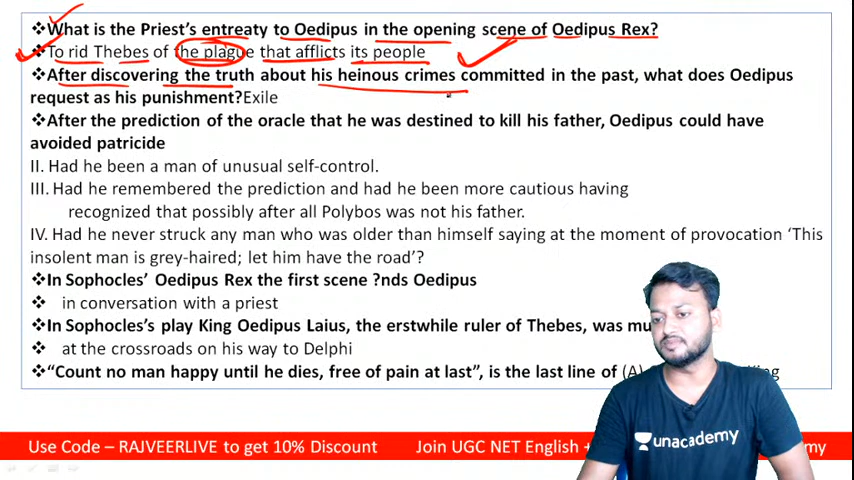 ❖What is the Priest's entreaty to Oedipus in the opening scene of Oedipus Rex?
❖To rid Thebes of the plague that afflicts its people
❖After discovering the truth about his heinous crimes committed in the past, what does Oedipus
request as his punishment?Exile
❖After the prediction of the oracle that he was destined to kill his father, Oedipus could have
avoided patricide
II. Had he been a man of unusual self-control.
III. Had he remembered the prediction and had he been more cautious having
recognized that possibly after all Polybos was not his father.
IV. Had he never struck any man who was older than himself saying at the moment of provocation ‘This
insolent man is grey-haired; let him have the road’?
❖In Sophocles’ Oedipus Rex the first scene ?nds Oedipus
❖ in conversation with a priest
❖In Sophocles’s play King Oedipus Laius, the erstwhile ruler of Thebes, was mu
❖ at the crossroads on his way to Delphi
❖“Count no man happy until he dies, free of pain at last”, is the last line of (A)
Use Code – RAJVEERLIVE to get 10% Discount Join UGC NET English +
unacademy